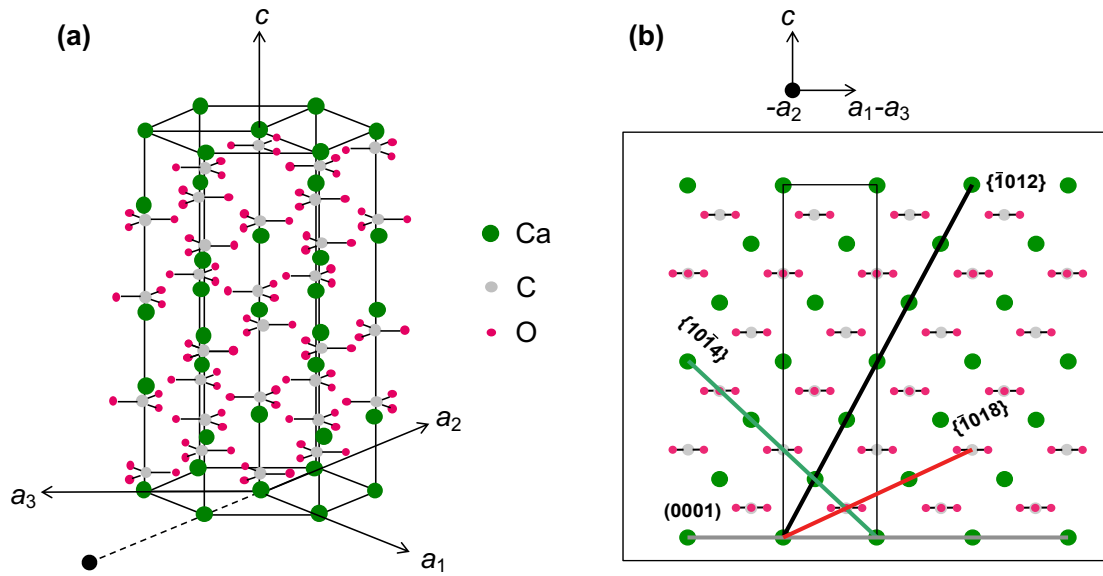 (a)
c
a₂
a₃
a₁
Ca
C
O
(b)
c
-a₂
a₁-a₃
{1̄012}
{101̄4}
{1̄018}
(0001)